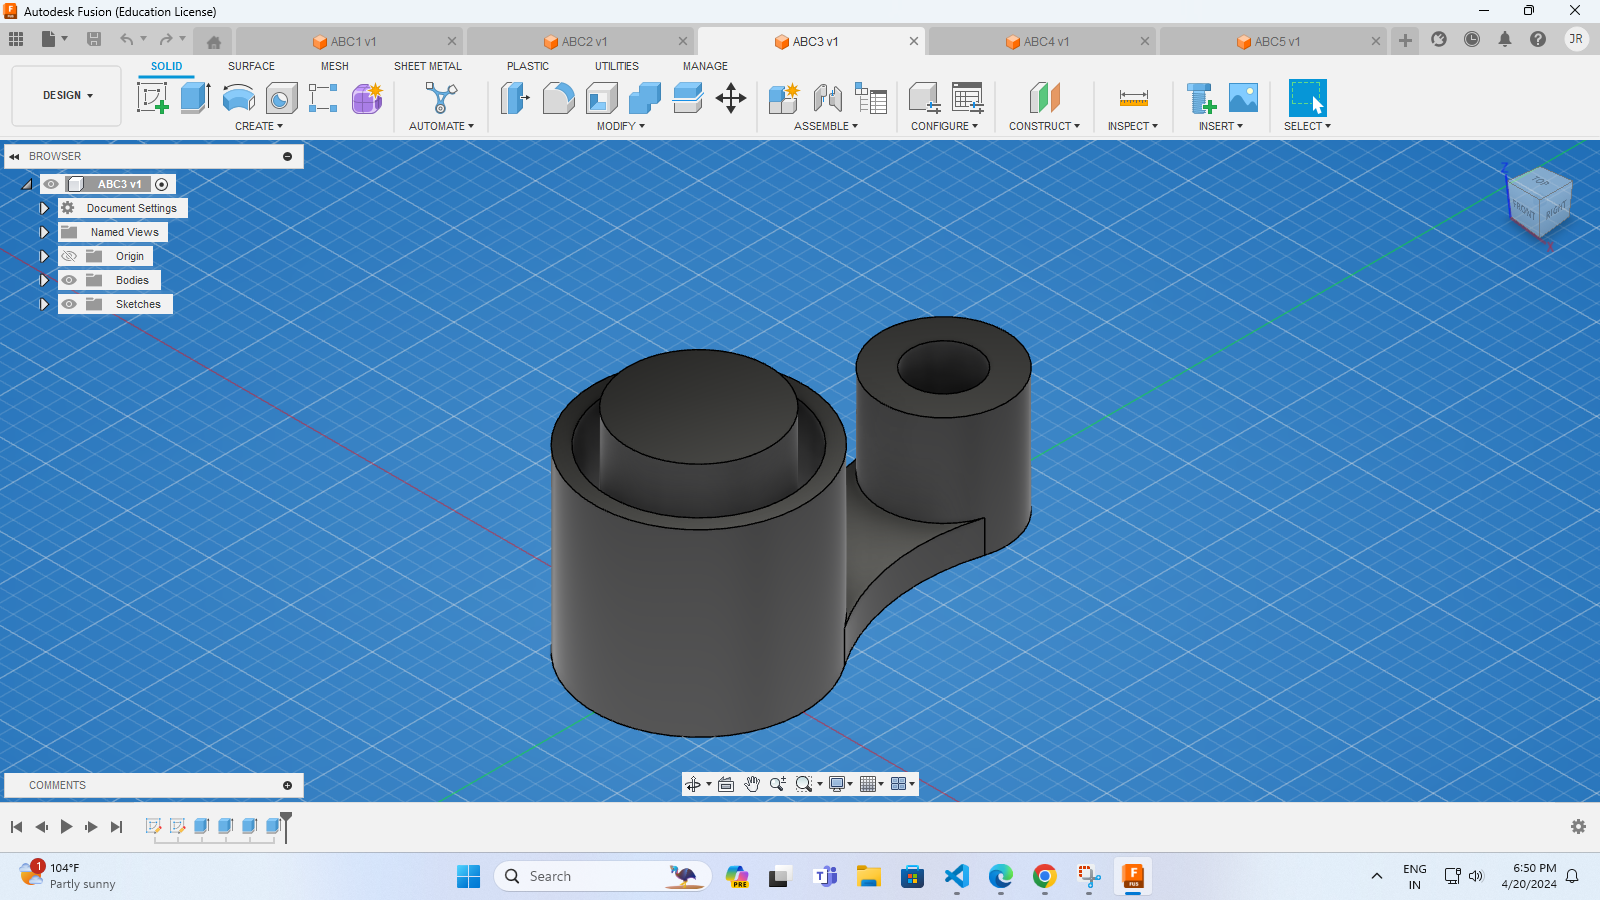 Autodesk Fusion (Education License)
ABC1 v1
ABC2 v1
ABC3 v1
ABC4 v1
ABC5 v1
JR
SOLID
SURFACE
MESH
SHEET METAL
PLASTIC
UTILITIES
MANAGE
DESIGN
CREATE
AUTOMATE
MODIFY
ASSEMBLE
CONFIGURE
CONSTRUCT
INSPECT
INSERT
SELECT
BROWSER
ABC3 v1
Document Settings
Named Views
Origin
Bodies
Sketches
Z
TOP
FRONT
RIGHT
X
COMMENTS
1
104°F
Partly sunny
Search
PRE
T
F
FUS
ENG
IN
6:50 PM
4/20/2024